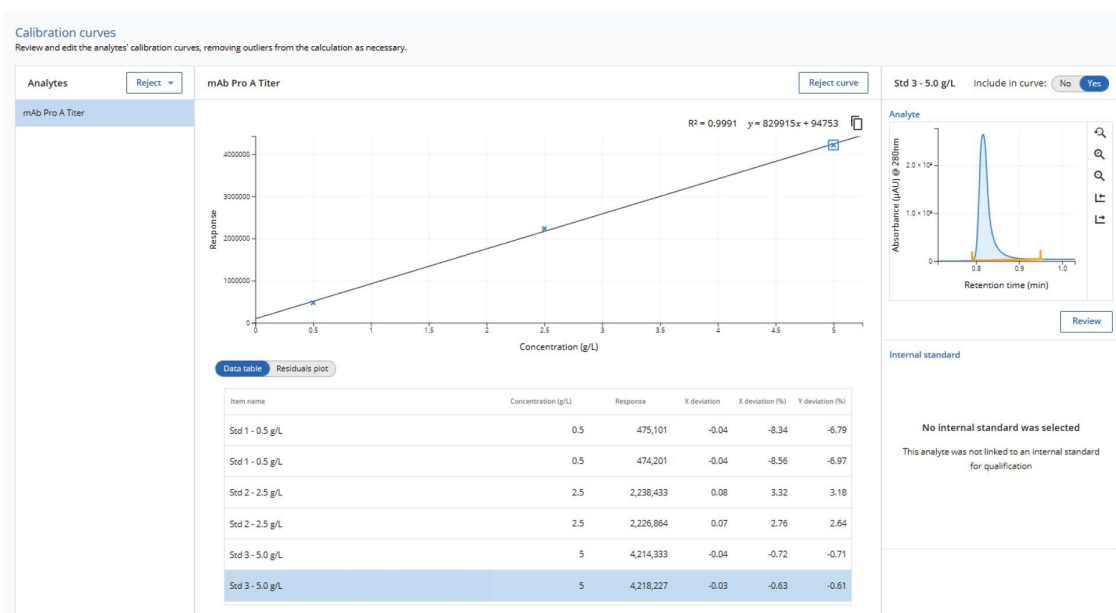 Calibration curves
Review and edit the analytes' calibration curves, removing outliers from the calculation as necessary.
Analytes
Reject
mAb Pro A Titer
mAb Pro A Titer
Reject curve
R² = 0.9991 y = 829915x + 94753
Response
4000000
3000000
2000000
1000000
0
0 0.5 1 1.5 2 2.5 3 3.5 4 4.5 5
Concentration (g/L)
Data table Residuals plot
Item name Concentration (g/L) Response X deviation X deviation (%) Y deviation (%)
Std 1 - 0.5 g/L 0.5 475,101 -0.04 -8.34 -6.79
Std 1 - 0.5 g/L 0.5 474,201 -0.04 -8.56 -6.97
Std 2 - 2.5 g/L 2.5 2,238,433 0.08 3.32 3.18
Std 2 - 2.5 g/L 2.5 2,226,864 0.07 2.76 2.64
Std 3 - 5.0 g/L 5 4,214,333 -0.04 -0.72 -0.71
Std 3 - 5.0 g/L 5 4,218,227 -0.03 -0.63 -0.61
Std 3 - 5.0 g/L Include in curve: No Yes
Analyte
Absorbance (µAU) @ 280nm
0
0.8 0.9 1.0
Retention time (min)
Review
Internal standard
No internal standard was selected
This analyte was not linked to an internal standard
for qualification